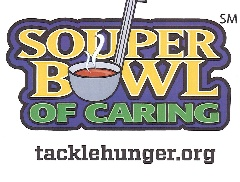 SM
SOUPER
BOWL
OF CARING
tacklehunger.org